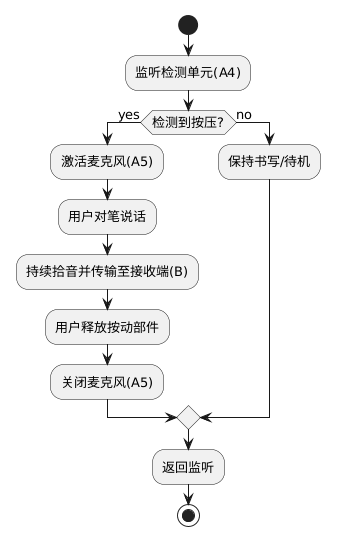 监听检测单元(A4)
yes
检测到按压?
no
激活麦克风(A5)
保持书写/待机
用户对笔说话
持续拾音并传输至接收端(B)
用户释放按动部件
关闭麦克风(A5)
返回监听